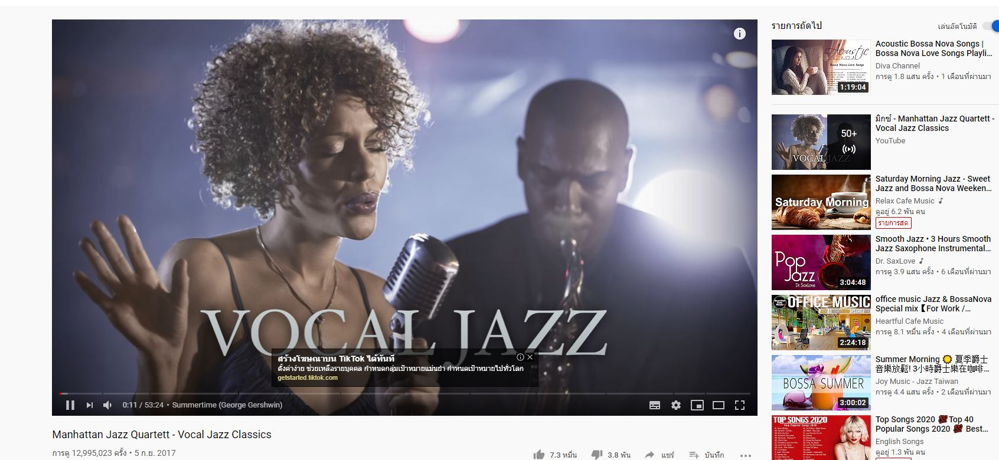 VOCAL JAZZ
สร้างโฆษณาบน TikTok ได้ทันที
ตั้งค่าง่าย ช่วยเหลือรายบุคคล กำหนดกลุ่มเป้าหมายแม่นยำ กำหนดเป้าหมายไปทั่วโลก
getstarted.tiktok.com
0:11 / 53:24 • Summertime (George Gershwin)
Manhattan Jazz Quartett - Vocal Jazz Classics
การดู 12,995,023 ครั้ง • 5 ก.ย. 2017
7.3 หมื่น 3.8 พัน แชร์ บันทึก
รายการถัดไป
เล่นอัตโนมัติ
Acoustic
Bossa Nova Love Songs
1:19:04
Acoustic Bossa Nova Songs |
Bossa Nova Love Songs Playli...
Diva Channel
การดู 1.8 แสน ครั้ง • 1 เดือนที่ผ่านมา
VOCAL JAZZ
50+
มิกซ์ - Manhattan Jazz Quartett -
Vocal Jazz Classics
YouTube
Saturday Morning
Saturday Morning Jazz - Sweet
Jazz and Bossa Nova Weeken...
Relax Cafe Music
ดูอยู่ 6.2 พัน คน
รายการสด
Pop
Jazz
Dr. SaxLove
3:04:48
Smooth Jazz • 3 Hours Smooth
Jazz Saxophone Instrumental...
Dr. SaxLove
การดู 3.9 แสน ครั้ง • 6 เดือนที่ผ่านมา
OFFICE MUSIC
JAZZ & BOSSANOVA SPECIAL MIX
2:24:18
office music Jazz & BossaNova
Special mix【For Work /...
Heartful Cafe Music
การดู 8.1 หมื่น ครั้ง • 4 เดือนที่ผ่านมา
BOSSA SUMMER
3:00:02
Summer Morning 🌞 夏季爵士
音樂放鬆! 3小時爵士樂在咖啡...
Joy Music - Jazz Taiwan
การดู 4.4 แสน ครั้ง • 2 เดือนที่ผ่านมา
TOP SONGS 2020
New Popular Songs 2020
Top Songs 2020 💯 Top 40
Popular Songs 2020 💯 Best...
English Songs
ดูอยู่ 1.3 พัน คน